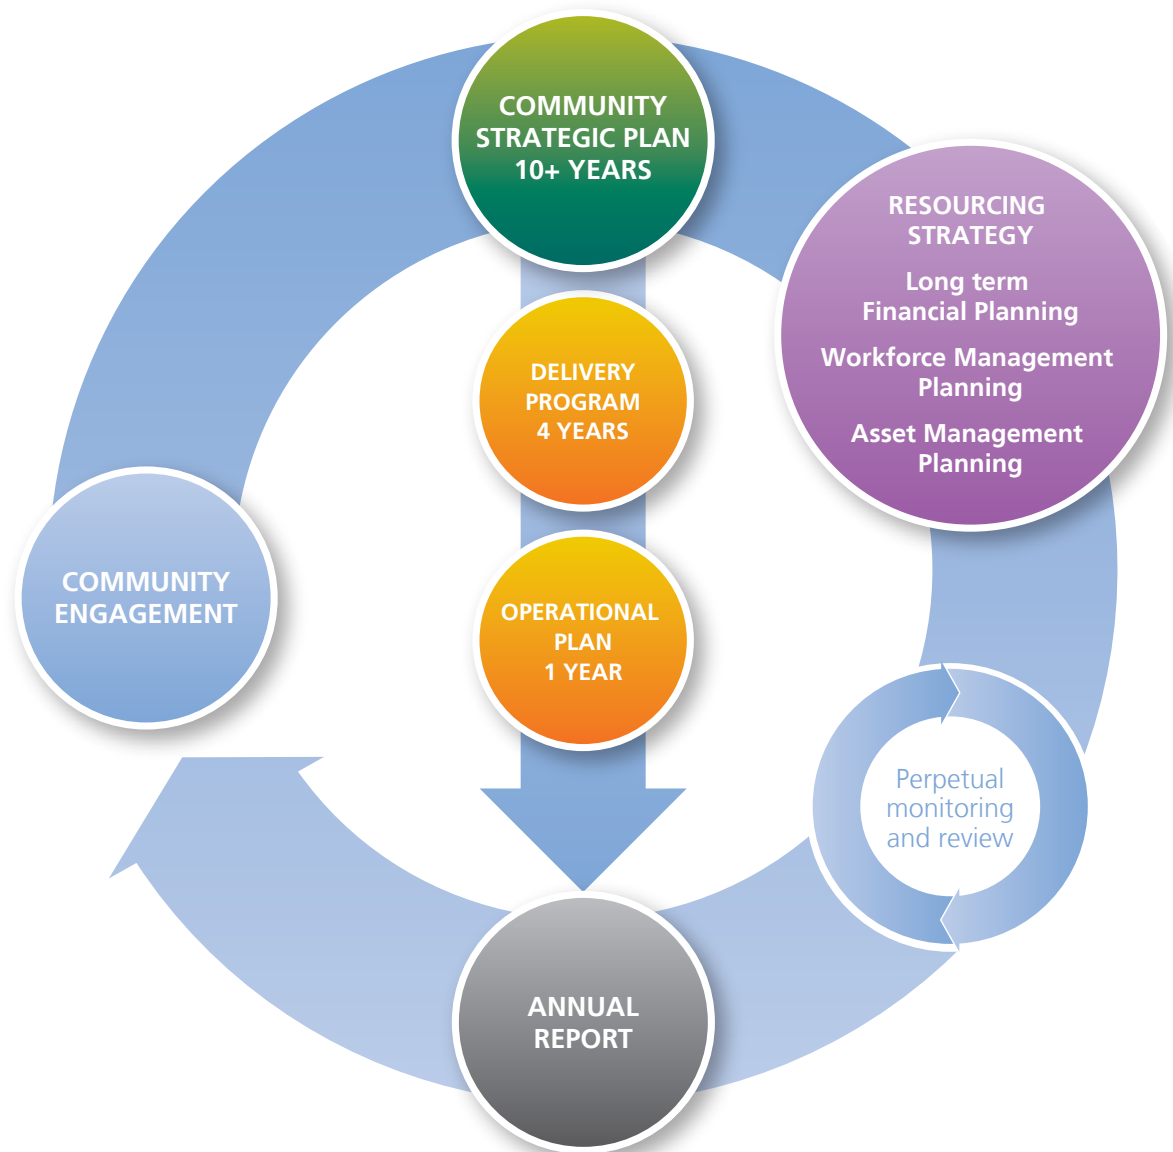 COMMUNITY
STRATEGIC PLAN
10+ YEARS
RESOURCING
STRATEGY
Long term
Financial Planning
Workforce Management
Planning
Asset Management
Planning
DELIVERY
PROGRAM
4 YEARS
COMMUNITY
ENGAGEMENT
OPERATIONAL
PLAN
1 YEAR
Perpetual
monitoring
and review
ANNUAL
REPORT